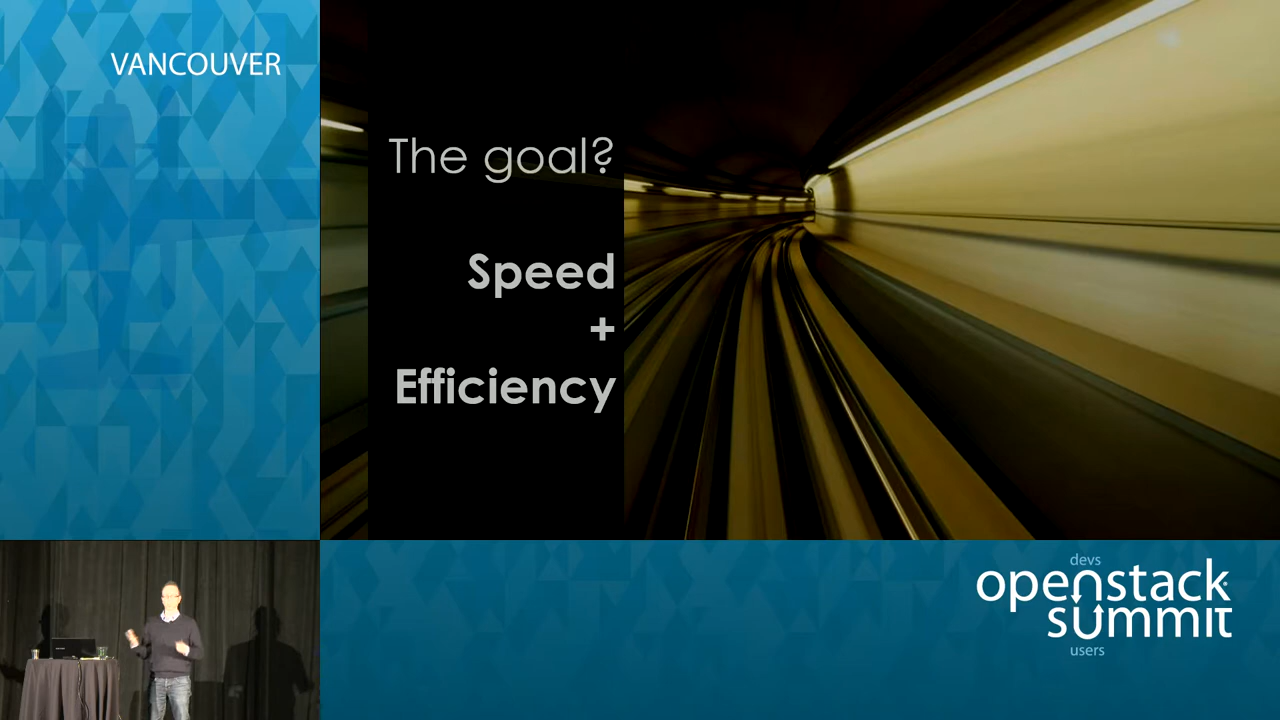 VANCOUVER
The goal?
Speed
+
Efficiency
devs
openstack
summit
users